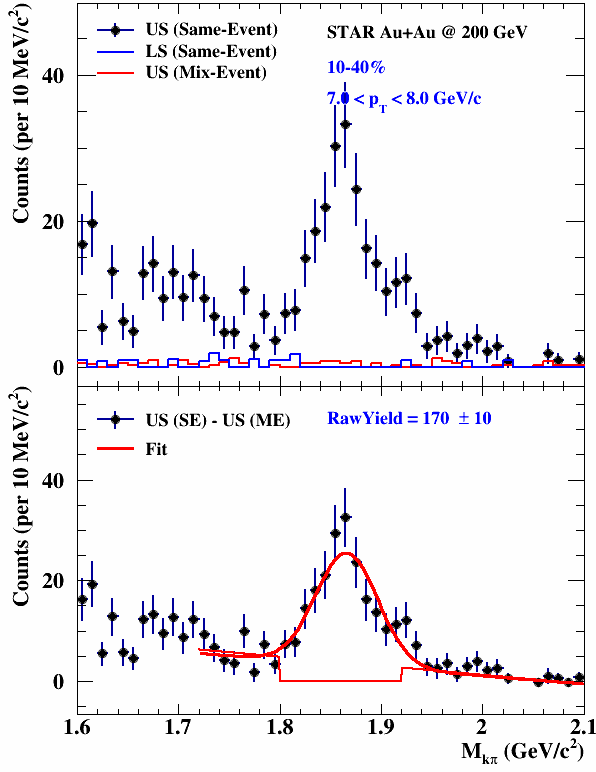 US (Same-Event)
LS (Same-Event)
US (Mix-Event)
STAR Au+Au @ 200 GeV
10-40%
7.0 < pT < 8.0 GeV/c
Counts (per 10 MeV/c²)
40
20
0
US (SE) - US (ME)
Fit
RawYield = 170 ± 10
Counts (per 10 MeV/c²)
40
20
0
1.6 1.7 1.8 1.9 2 2.1
Mkπ (GeV/c²)